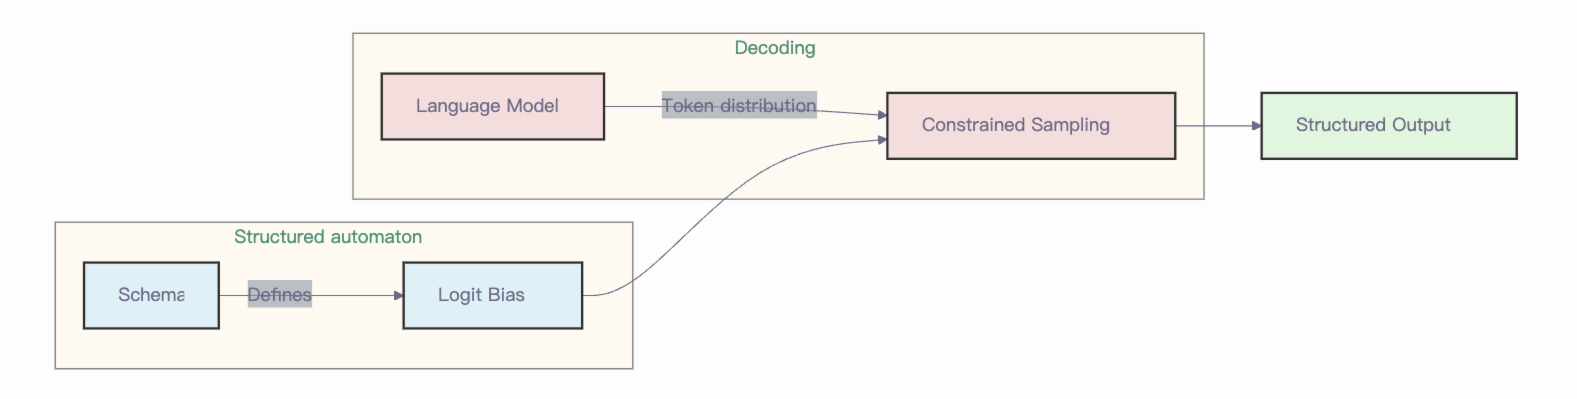 Decoding
Language Model
Token distribution
Constrained Sampling
Structured Output
Structured automaton
Schema
Defines
Logit Bias